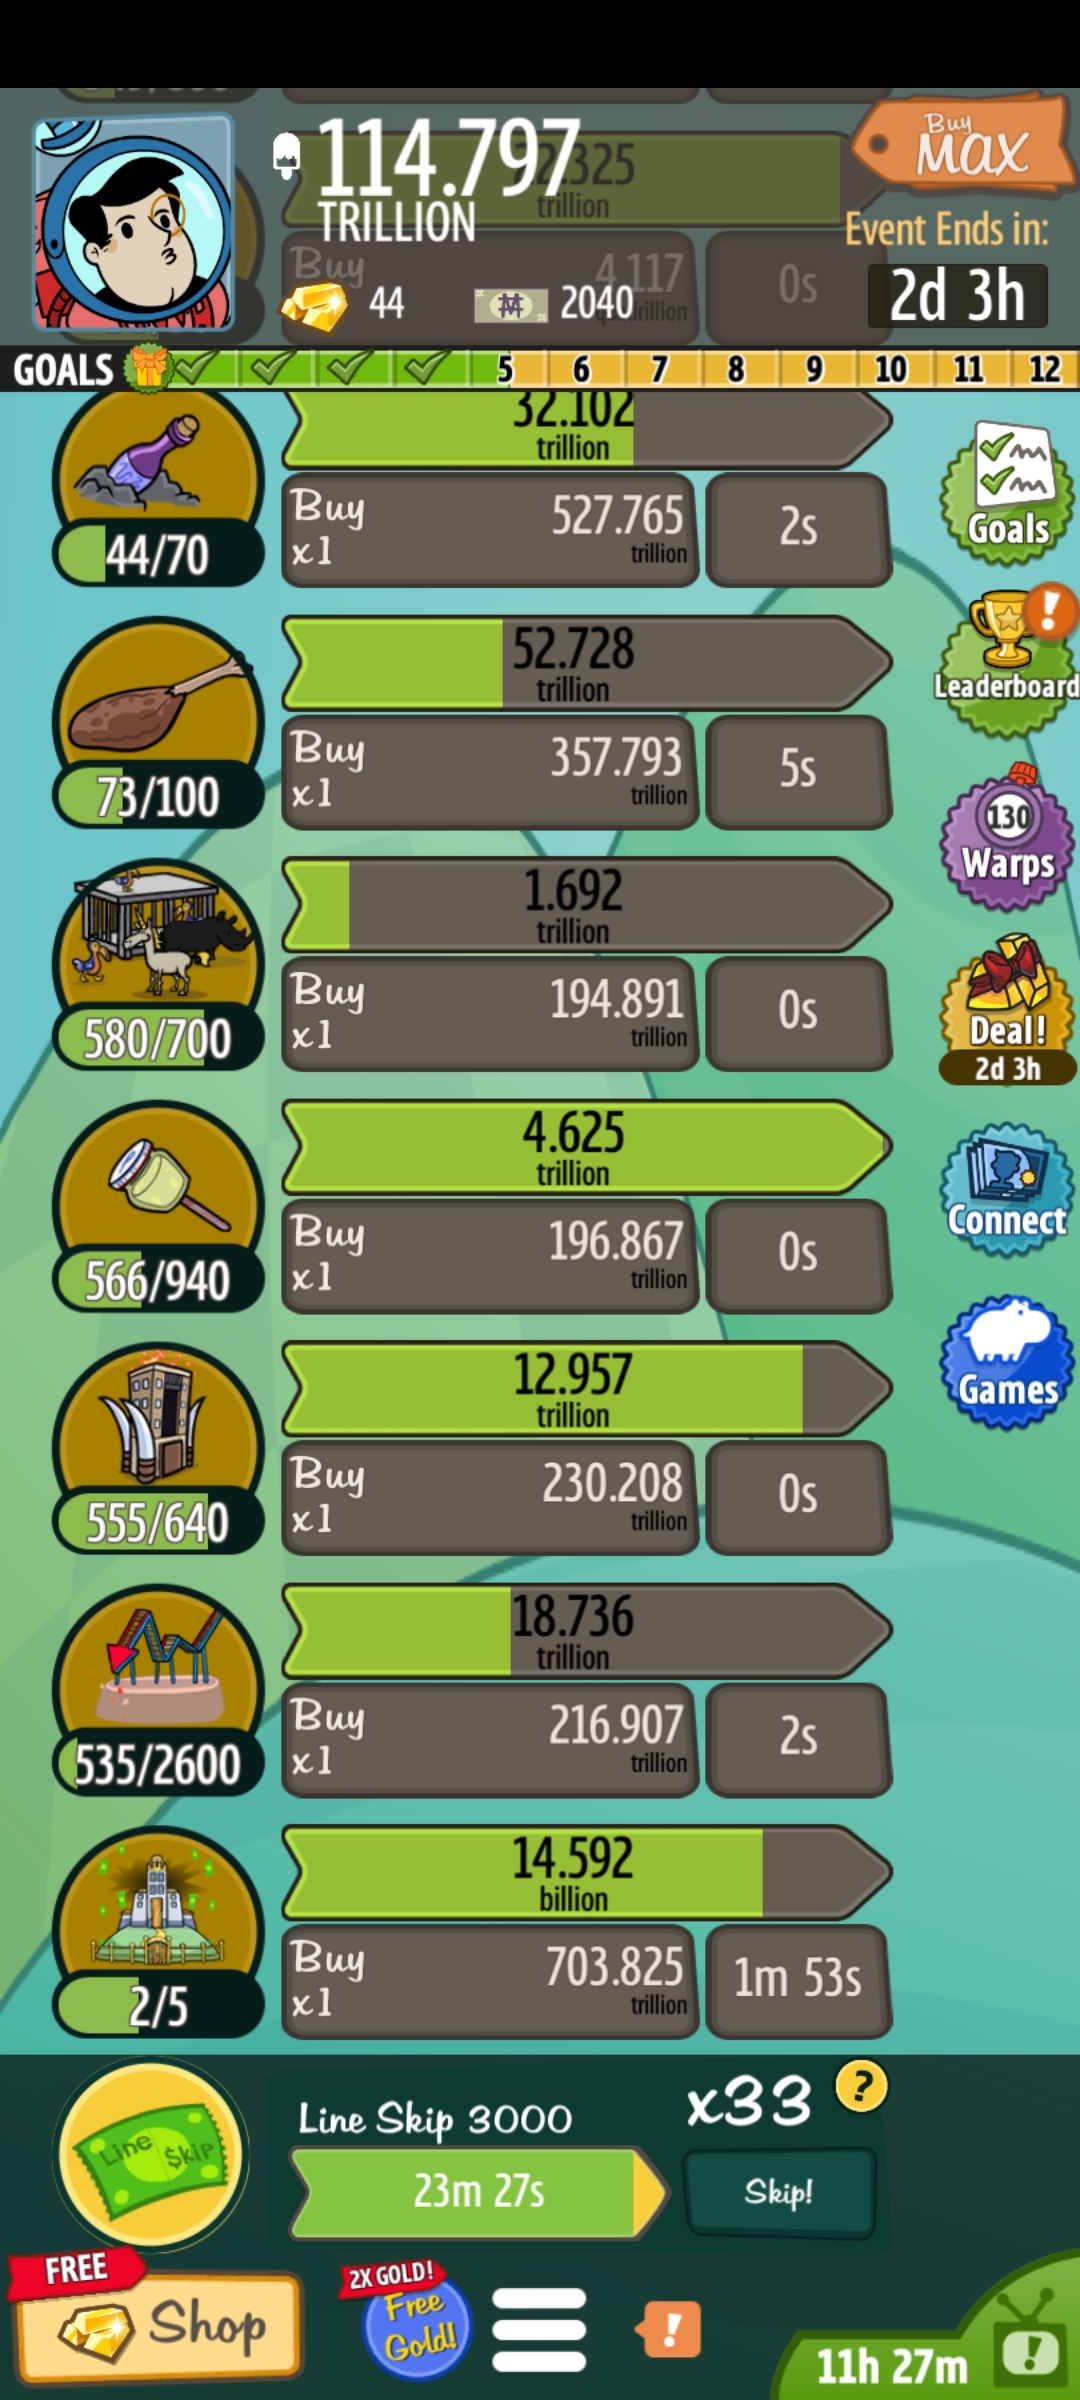 114.797
TRILLION
44
2040
Buy
MAX
Event Ends in:
2d 3h
trillion
Buy
4.117
0s
GOALS
5 6 7 8 9 10 11 12
32.102
trillion
44/70
Buy
x1
527.765
trillion
2s
Goals
52.728
trillion
73/100
Buy
x1
357.793
trillion
5s
Leaderboard
1.692
trillion
580/700
Buy
x1
194.891
trillion
0s
130
Warps
4.625
trillion
566/940
Buy
x1
196.867
trillion
0s
Deal!
2d 3h
12.957
trillion
555/640
Buy
x1
230.208
trillion
0s
Connect
18.736
trillion
535/2600
Buy
x1
216.907
trillion
2s
Games
14.592
billion
2/5
Buy
x1
703.825
trillion
1m 53s
Line $kip
Line Skip 3000
23m 27s
x33
?
Skip!
FREE
Shop
2X GOLD!
Free
Gold!
!
11h 27m
!